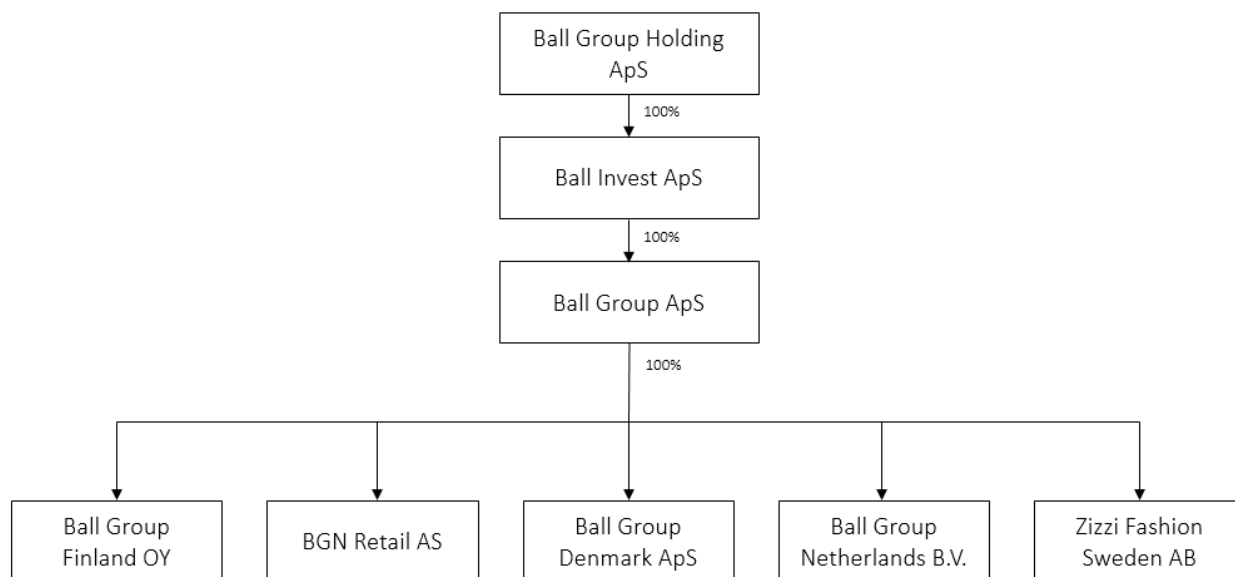 Ball Group Holding
ApS
100%
Ball Invest ApS
100%
Ball Group ApS
100%
Ball Group
Finland OY
BGN Retail AS
Ball Group
Denmark ApS
Ball Group
Netherlands B.V.
Zizzi Fashion
Sweden AB